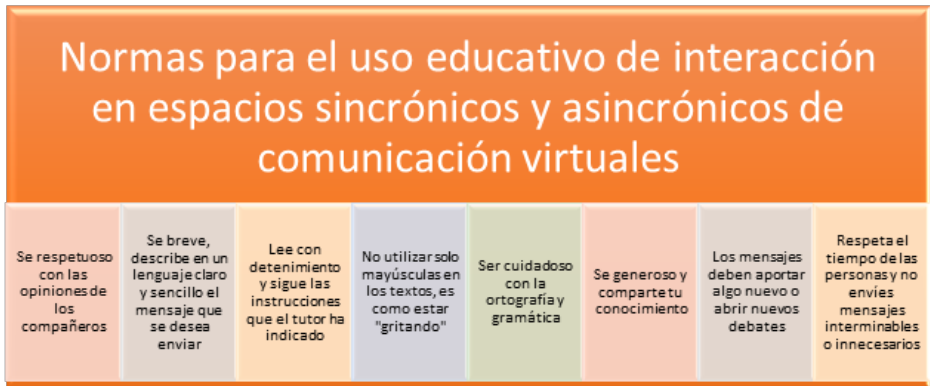 Normas para el uso educativo de interacción
en espacios sincrónicos y asincrónicos de
comunicación virtuales
Se respetuoso
con las
opiniones de
los
compañeros
Se breve,
describe en un
lenguaje claro
y sencillo el
mensaje que
se desea
enviar
Lee con
detenimiento
y sigue las
instrucciones
que el tutor ha
indicado
No utilizar solo
mayúsculas en
los textos, es
como estar
"gritando"
Ser cuidadoso
con la
ortografía y
gramática
Se generoso y
comparte tu
conocimiento
Los mensajes
deben aportar
algo nuevo o
abrir nuevos
debates
Respeta el
tiempo de las
personas y no
envíes
mensajes
interminables
o innecesarios